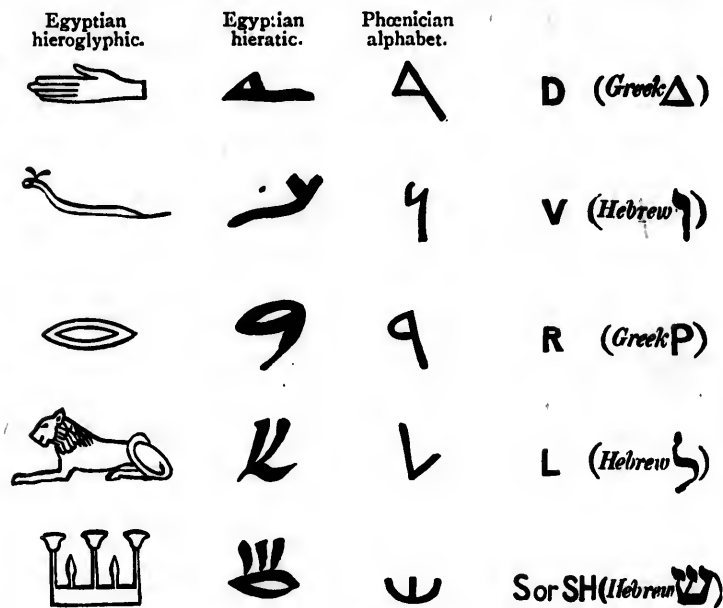 Egyptian hieroglyphic. Egyptian hieratic. Phœnician alphabet.
D (Greek Δ)
V (Hebrew ו)
R (Greek P)
L (Hebrew ל)
S or SH (Hebrew ש)